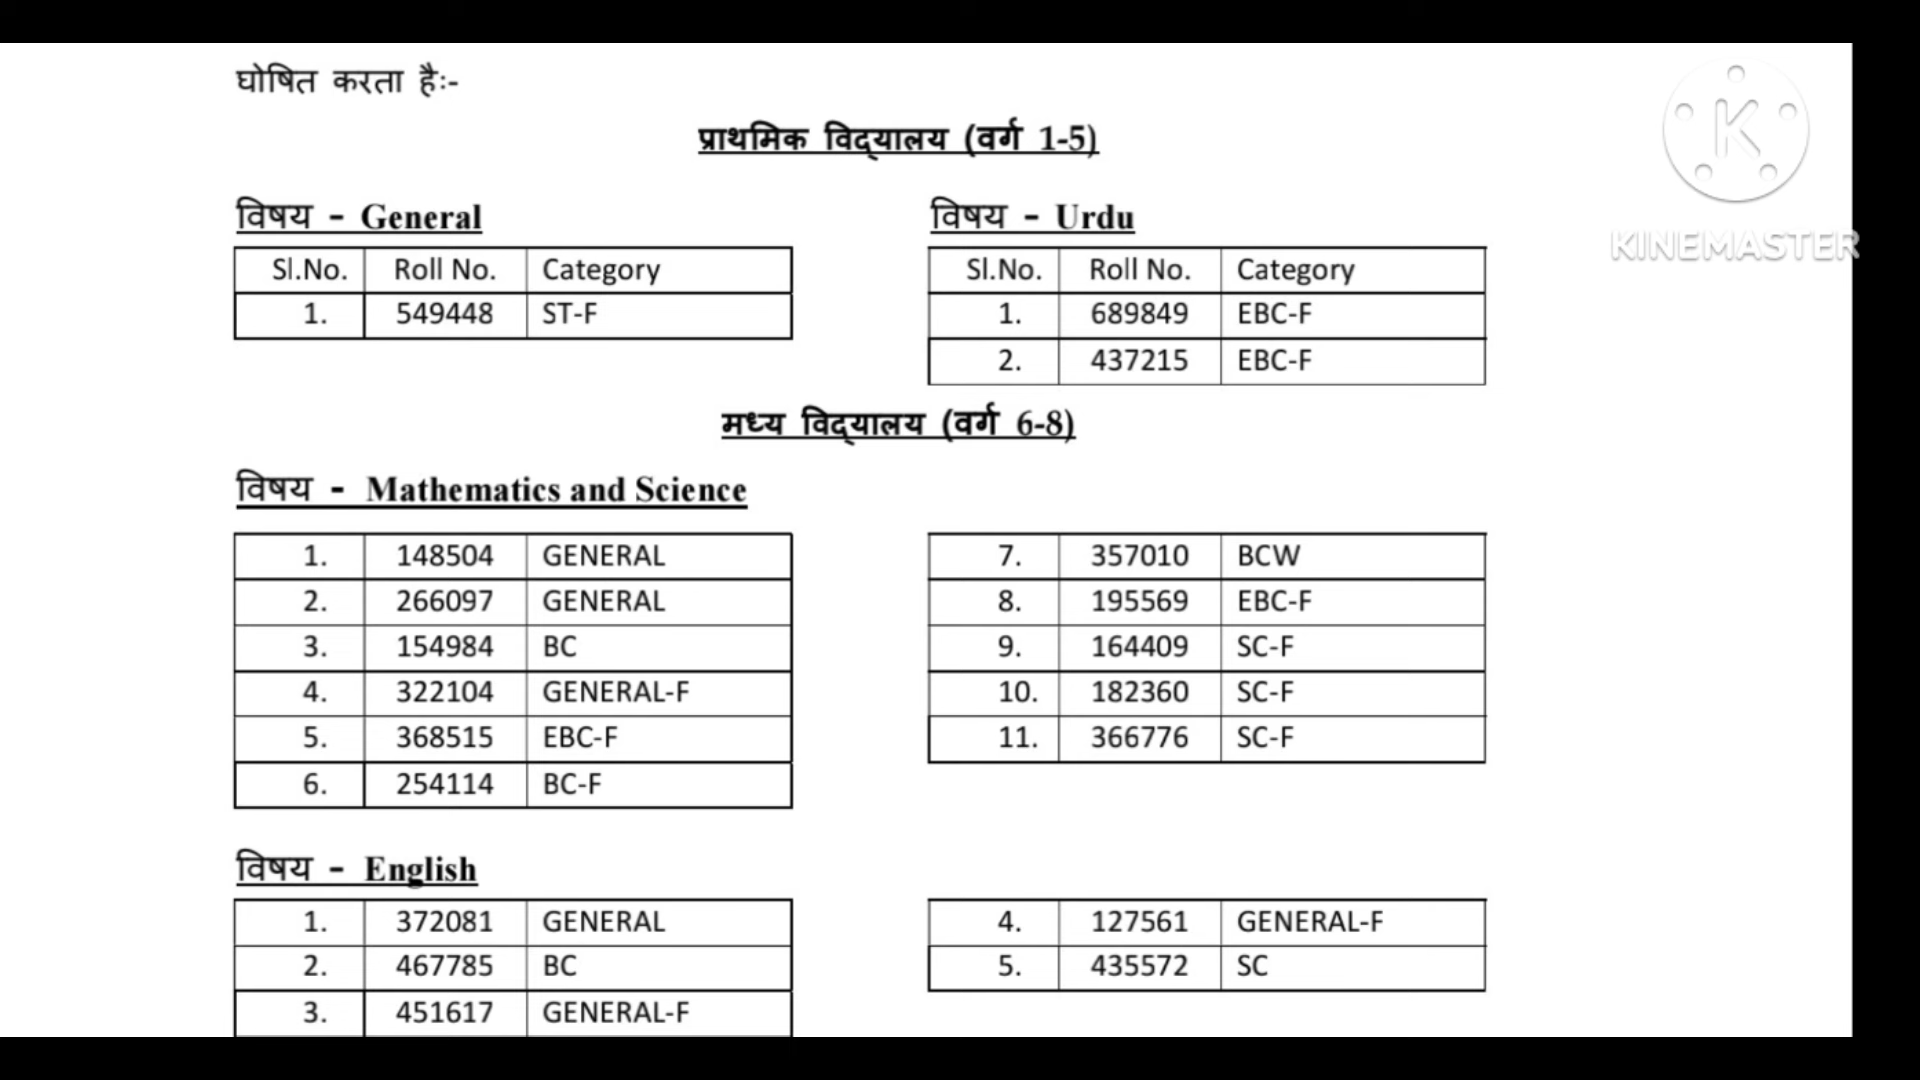 घोषित करता हैः-
प्राथमिक विद्यालय (वर्ग 1-5)
विषय - General
Sl.No. Roll No. Category
1. 549448 ST-F
विषय - Urdu
Sl.No. Roll No. Category
1. 689849 EBC-F
2. 437215 EBC-F
मध्य विद्यालय (वर्ग 6-8)
विषय - Mathematics and Science
1. 148504 GENERAL
2. 266097 GENERAL
3. 154984 BC
4. 322104 GENERAL-F
5. 368515 EBC-F
6. 254114 BC-F
7. 357010 BCW
8. 195569 EBC-F
9. 164409 SC-F
10. 182360 SC-F
11. 366776 SC-F
विषय - English
1. 372081 GENERAL
2. 467785 BC
3. 451617 GENERAL-F
4. 127561 GENERAL-F
5. 435572 SC
K
KINEMASTER